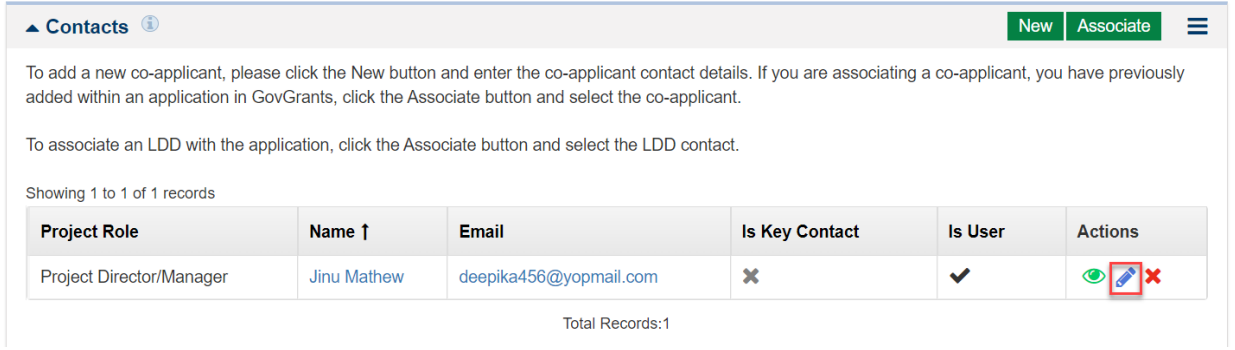 Contacts
New Associate
To add a new co-applicant, please click the New button and enter the co-applicant contact details. If you are associating a co-applicant, you have previously
added within an application in GovGrants, click the Associate button and select the co-applicant.
To associate an LDD with the application, click the Associate button and select the LDD contact.
Showing 1 to 1 of 1 records
Project Role Name ↑ Email Is Key Contact Is User Actions
Project Director/Manager Jinu Mathew deepika456@yopmail.com
Total Records:1